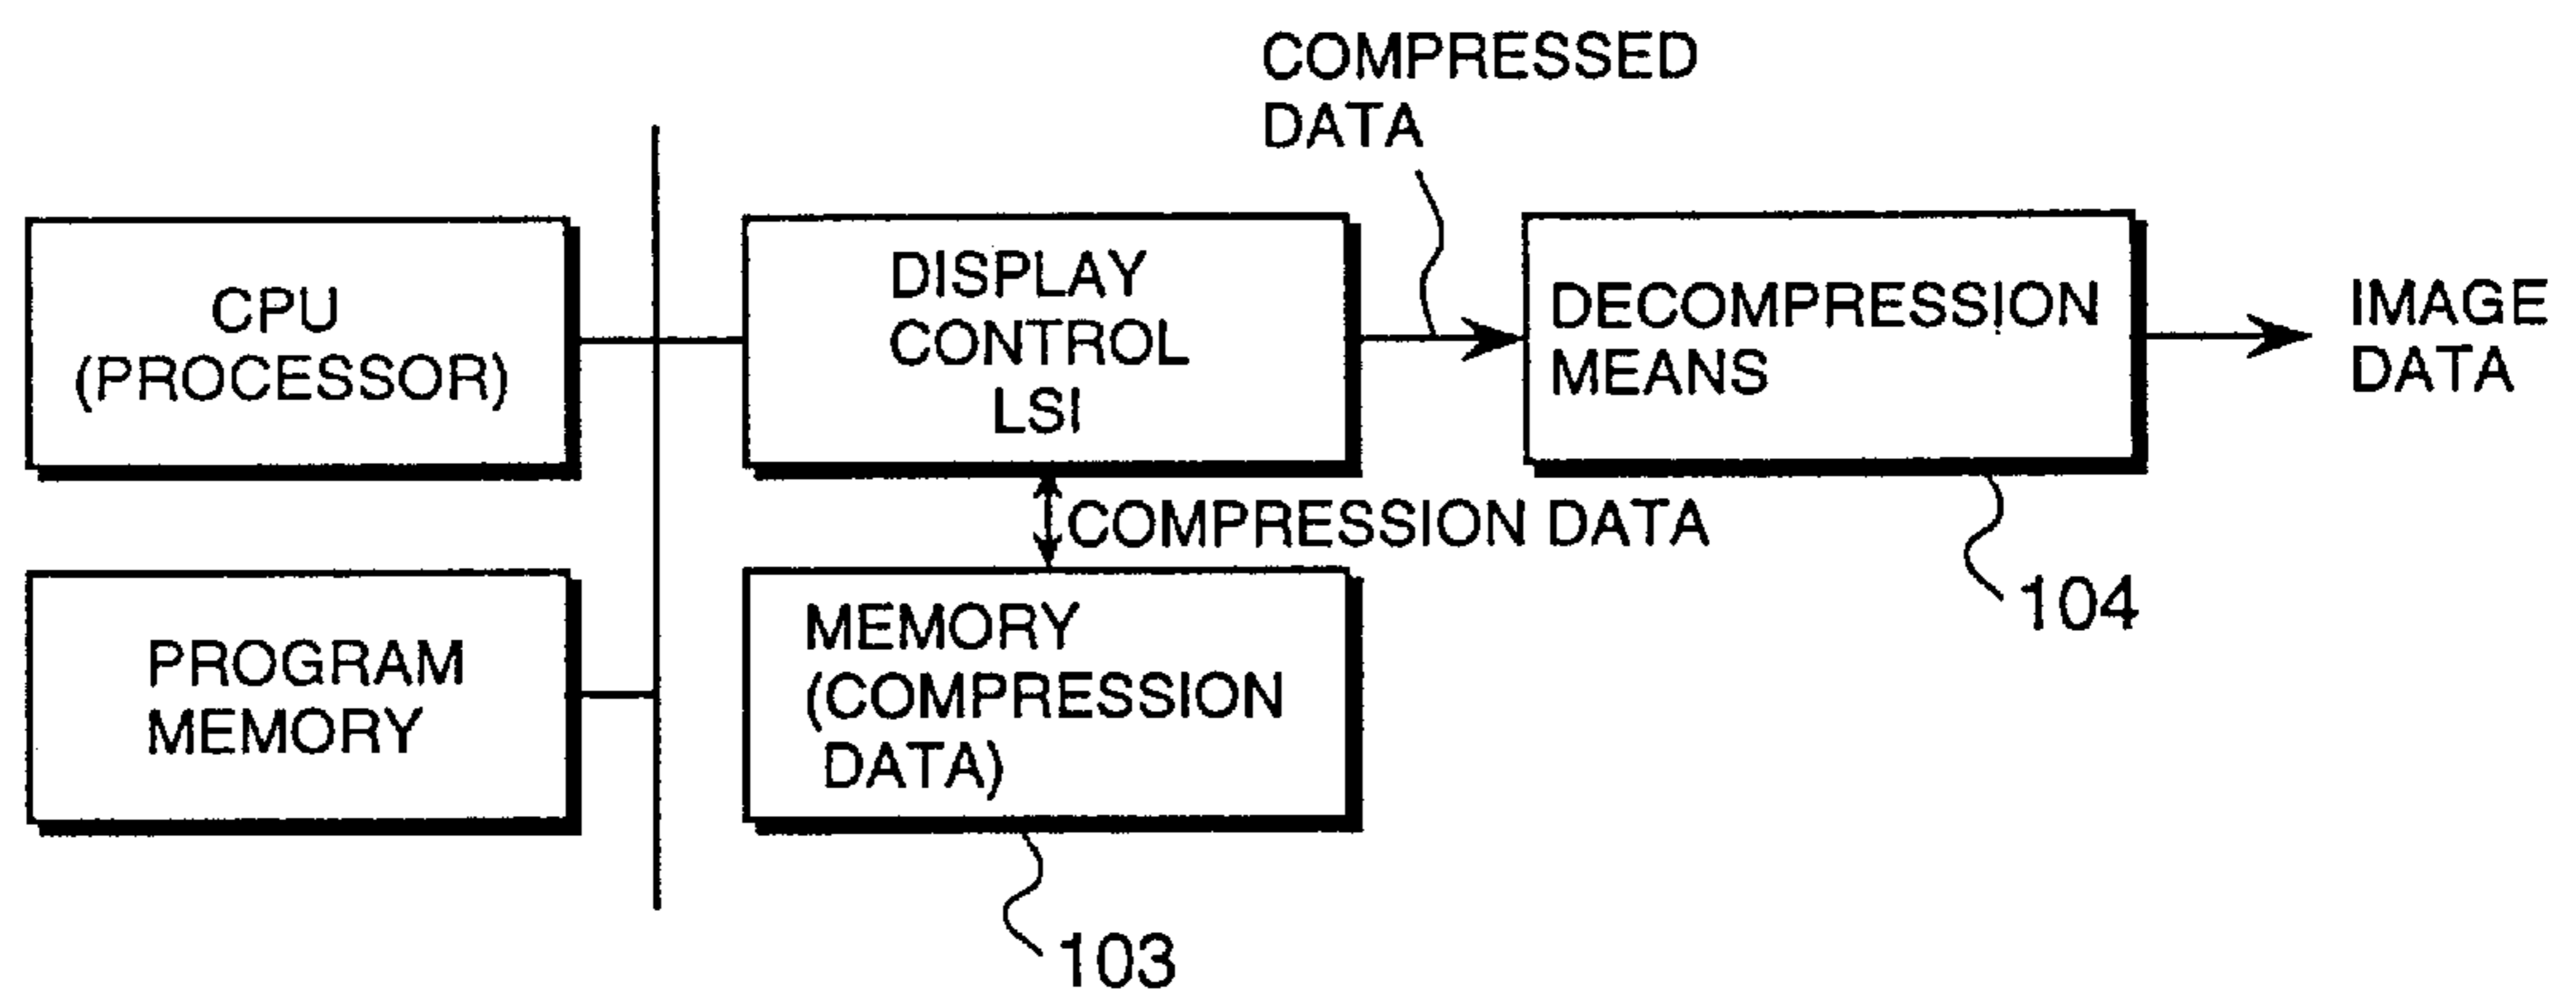 COMPRESSED
DATA
CPU
(PROCESSOR)
DISPLAY
CONTROL
LSI
DECOMPRESSION
MEANS
IMAGE
DATA
COMPRESSION DATA
104
PROGRAM
MEMORY
MEMORY
(COMPRESSION
DATA)
103